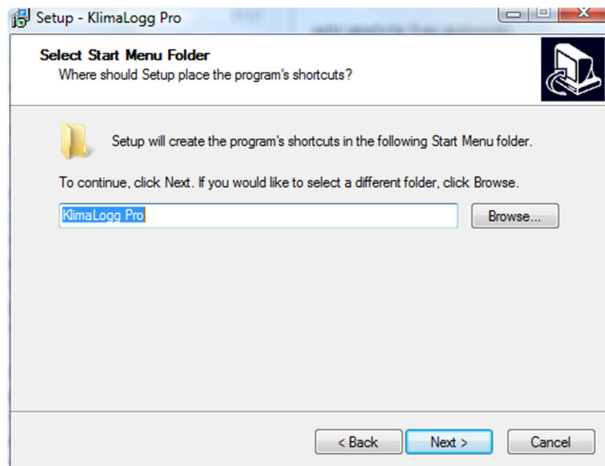 Setup - KlimaLogg Pro
Select Start Menu Folder
Where should Setup place the program's shortcuts?
Setup will create the program's shortcuts in the following Start Menu folder.
To continue, click Next. If you would like to select a different folder, click Browse.
KlimaLogg Pro
Browse...
< Back
Next >
Cancel